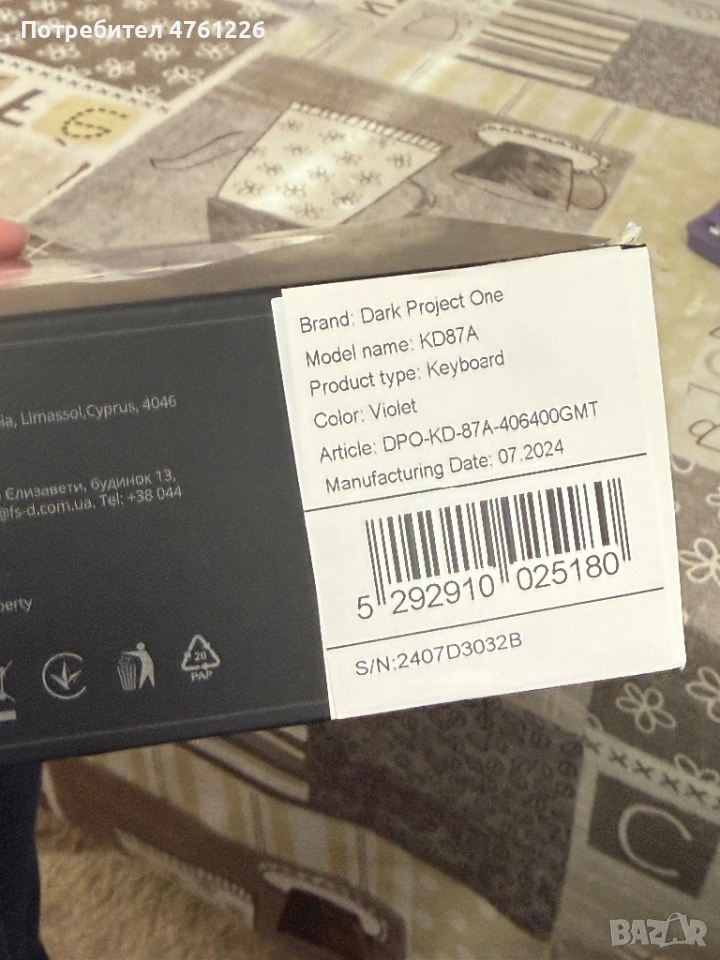 Потребител 4761226
Brand: Dark Project One
Model name: KD87A
Product type: Keyboard
Color: Violet
Article: DPO-KD-87A-406400GMT
Manufacturing Date: 07.2024
5 292910 025180
S/N:2407D3032B
Limassol,Cyprus, 4046
Єлизавети, будинок 13,
@fs-d.com.ua. Tel: +38 044
20
PAP
C
BAZAR